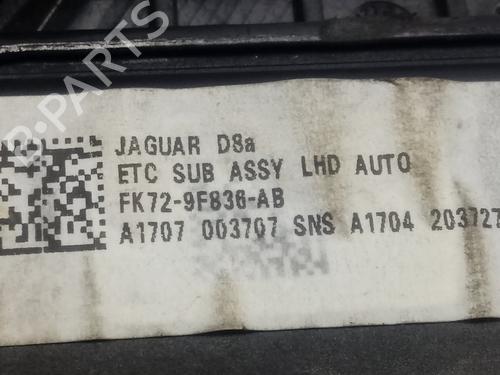 JAGUAR D8a
ETC SUB ASSY LHD AUTO
FK72-9F836-AB
A1707 003707 SNS A1704 203727
B-PARTS